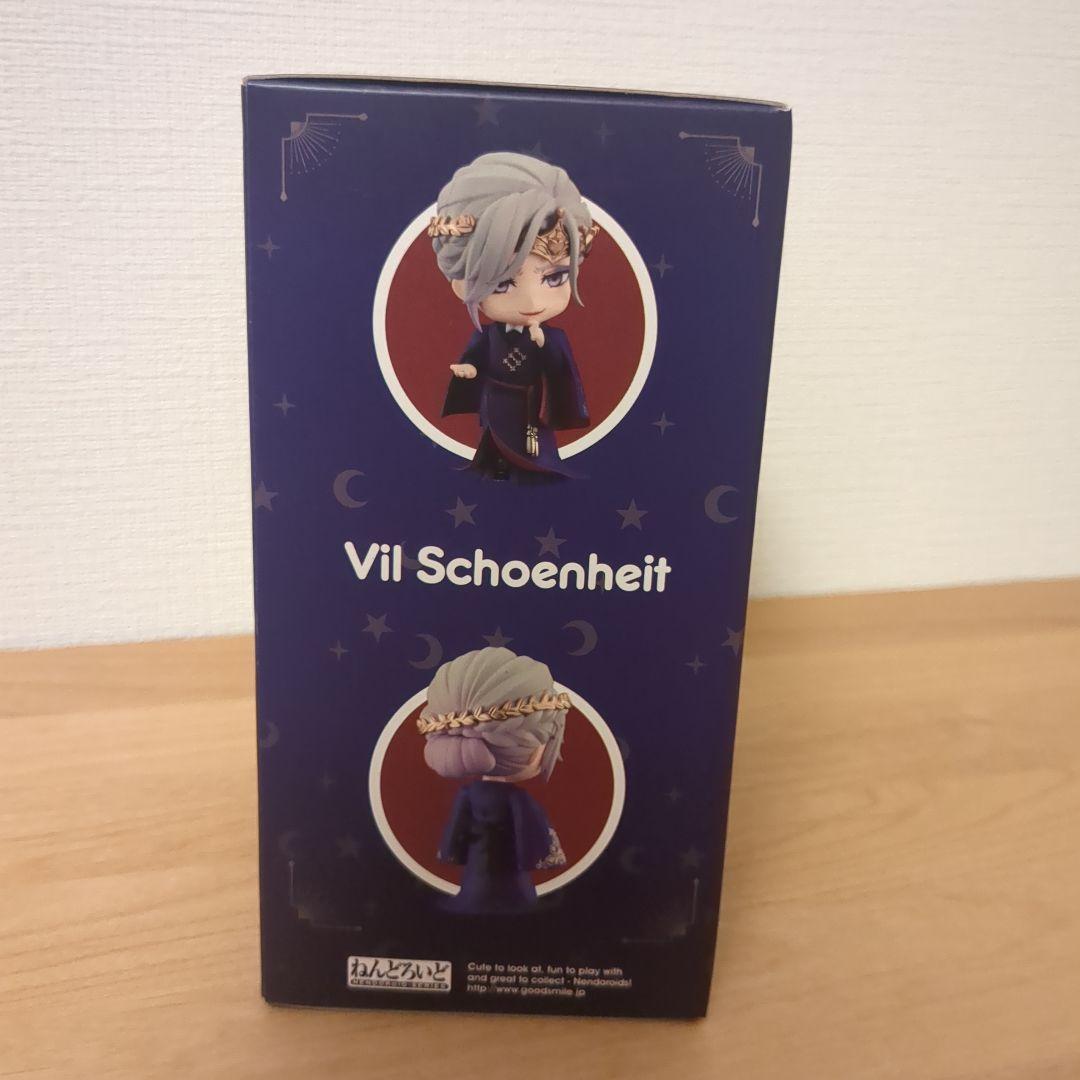 Vil Schoenheit
ねんどろいど
NENDOROID SERIES
Cute to look at, fun to play with
and great to collect - Nendoroids!
http://www.goodsmile.jp